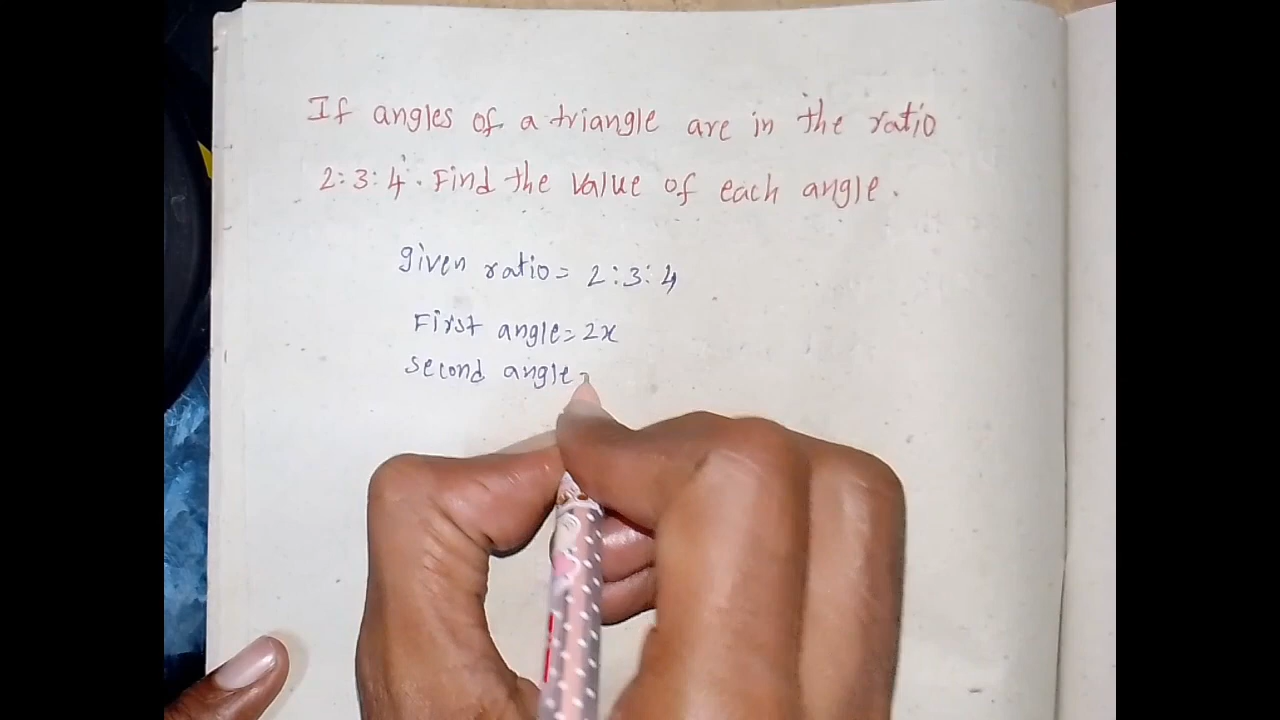 If angles of a triangle are in the ratio
2:3:4. Find the value of each angle.
given ratio = 2:3:4
First angle = 2x
second angle =